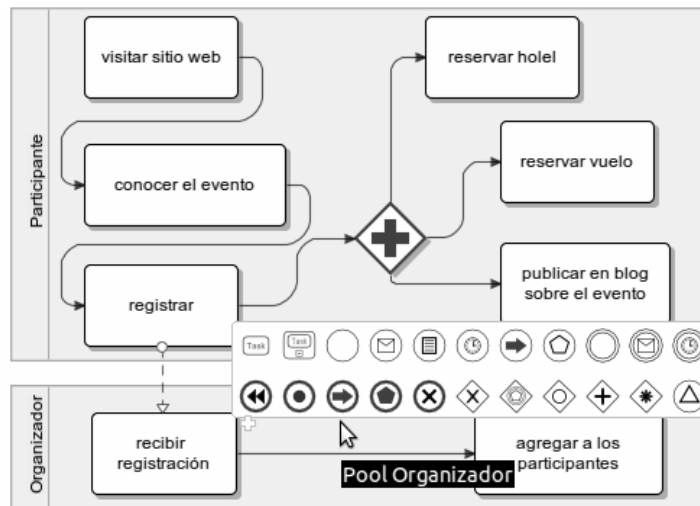 visitar sitio web
reservar holel
Participante
conocer el evento
reservar vuelo
registrar
publicar en blog
sobre el evento
Task
Task
Organizador
recibir
registración
agregar a los
participantes
Pool Organizador